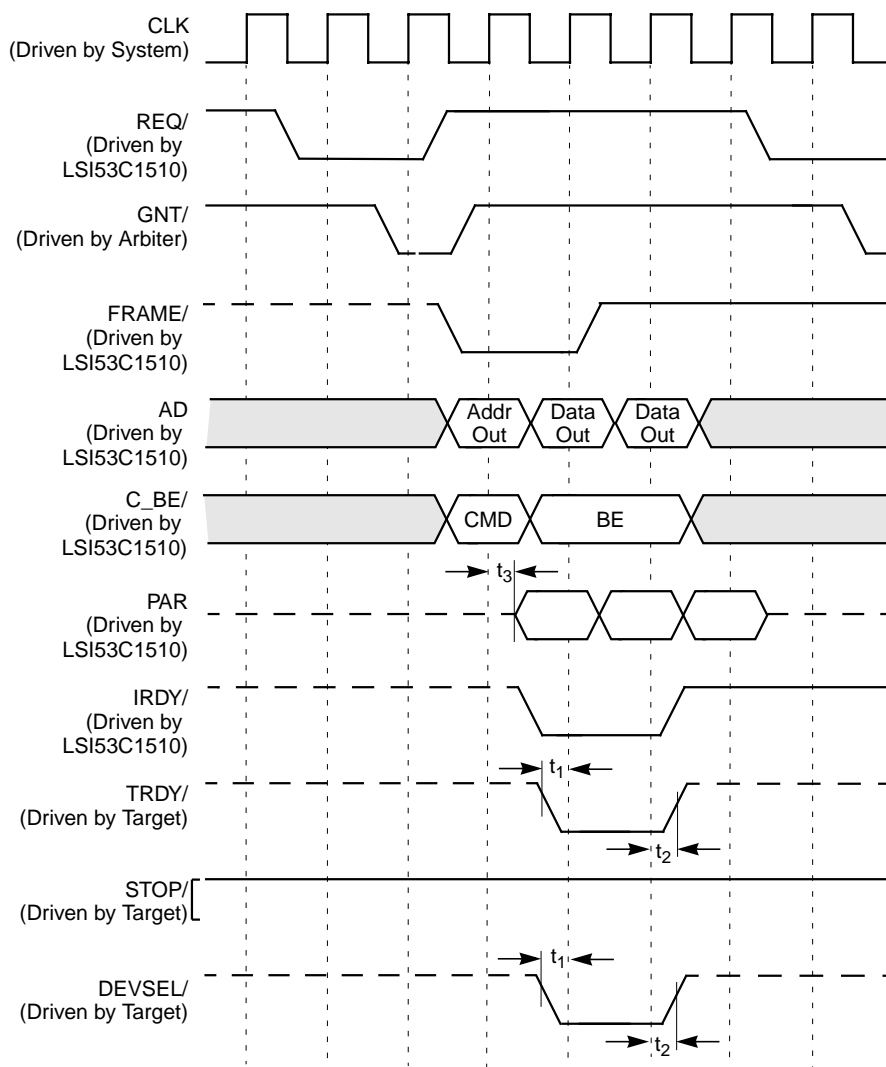 CLK
(Driven by System)
REQ/
(Driven by
LSI53C1510)
GNT/
(Driven by Arbiter)
FRAME/
(Driven by
LSI53C1510)
AD
(Driven by
LSI53C1510)
Addr
Out
Data
Out
Data
Out
C_BE/
(Driven by
LSI53C1510)
CMD
BE
t3
PAR
(Driven by
LSI53C1510)
IRDY/
(Driven by
LSI53C1510)
t1
TRDY/
(Driven by Target)
t2
STOP/
(Driven by Target)
t1
DEVSEL/
(Driven by Target)
t2